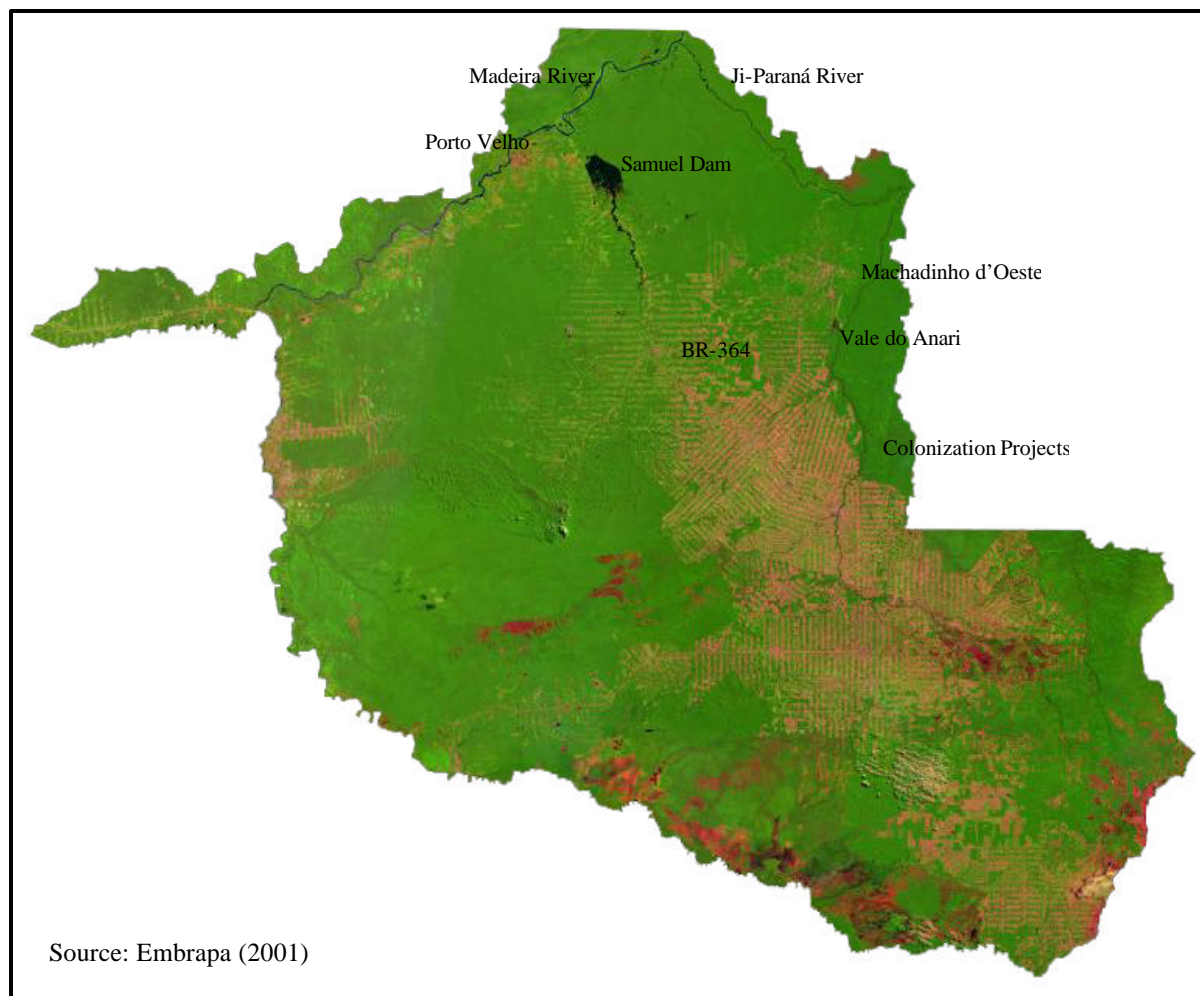 Madeira River
Ji-Paraná River
Porto Velho
Samuel Dam
Machadinho d’Oeste
Vale do Anari
BR-364
Colonization Projects
Source: Embrapa (2001)